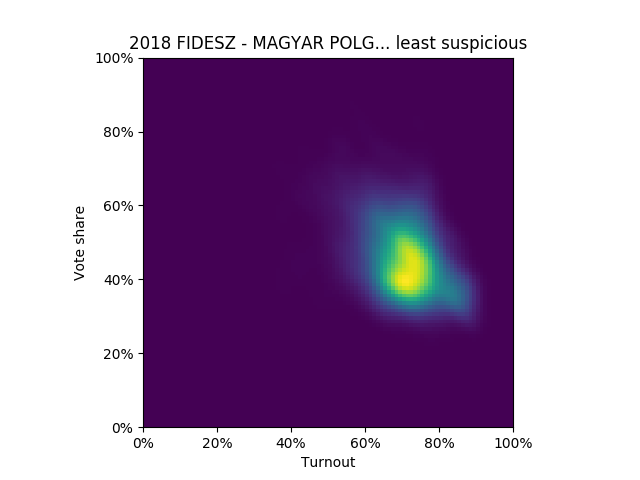 2018 FIDESZ - MAGYAR POLG... least suspicious
100%
80%
60%
40%
20%
0%
Vote share
0% 20% 40% 60% 80% 100%
Turnout